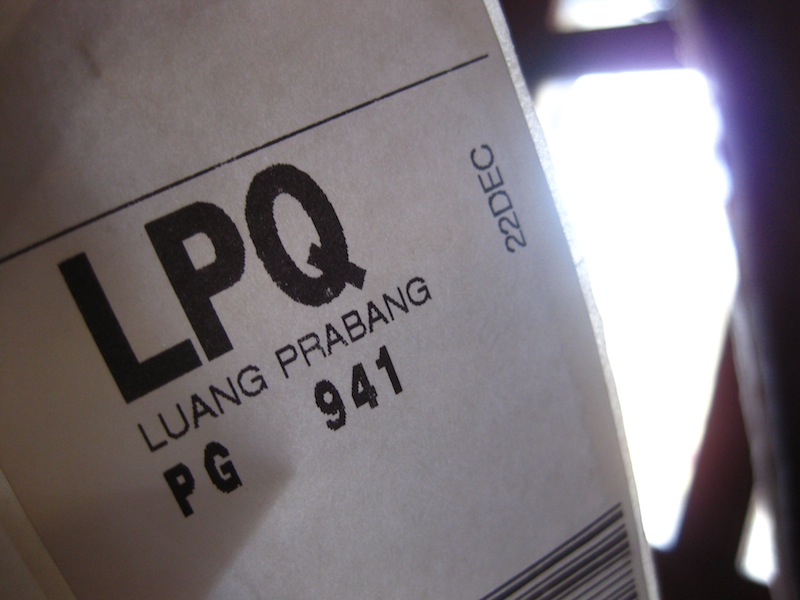 LPQ
22DEC
LUANG PRABANG
PG 941